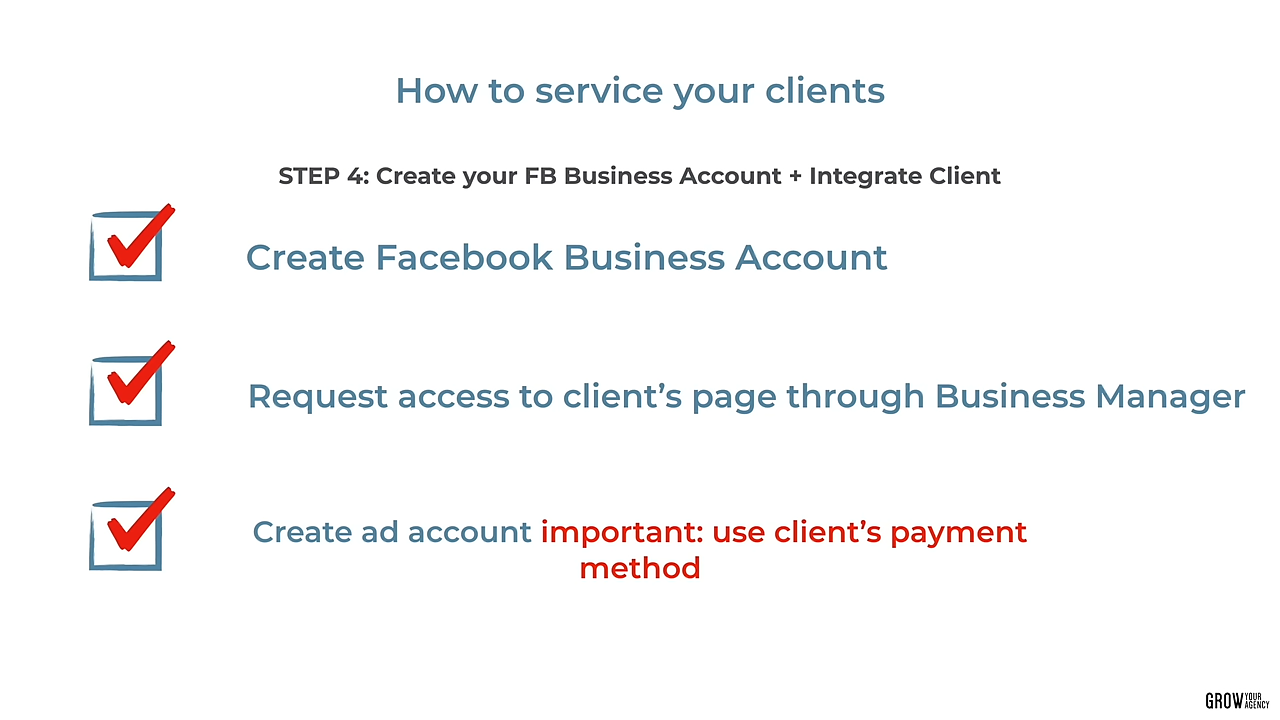 How to service your clients
STEP 4: Create your FB Business Account + Integrate Client
Create Facebook Business Account
Request access to client’s page through Business Manager
Create ad account important: use client’s payment
method
GROW YOUR AGENCY